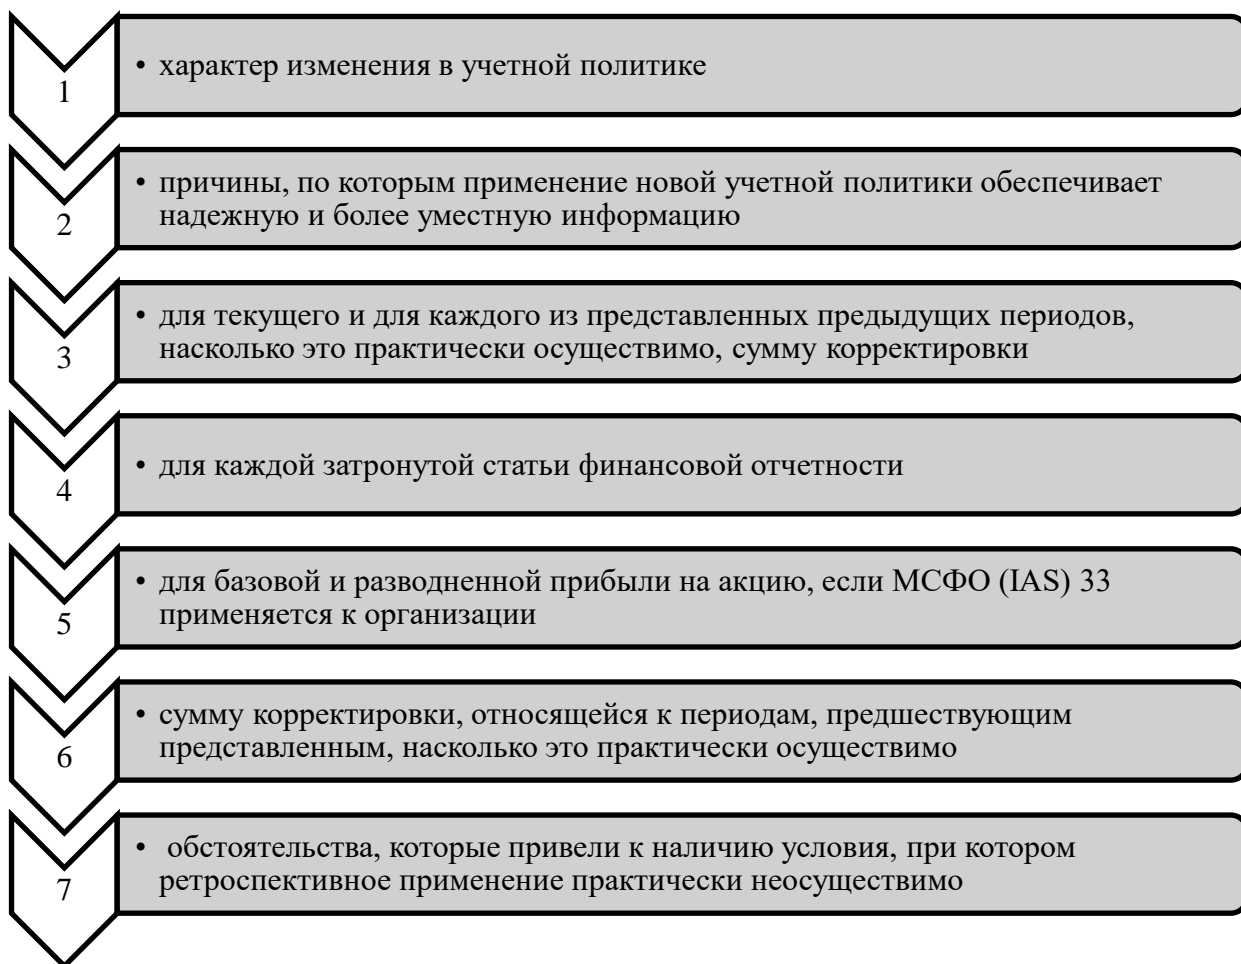 1
• характер изменения в учетной политике
2
• причины, по которым применение новой учетной политики обеспечивает
надежную и более уместную информацию
3
• для текущего и для каждого из представленных предыдущих периодов,
насколько это практически осуществимо, сумму корректировки
4
• для каждой затронутой статьи финансовой отчетности
5
• для базовой и разводненной прибыли на акцию, если МСФО (IAS) 33
применяется к организации
6
• сумму корректировки, относящейся к периодам, предшествующим
представленным, насколько это практически осуществимо
7
• обстоятельства, которые привели к наличию условия, при котором
ретроспективное применение практически неосуществимо